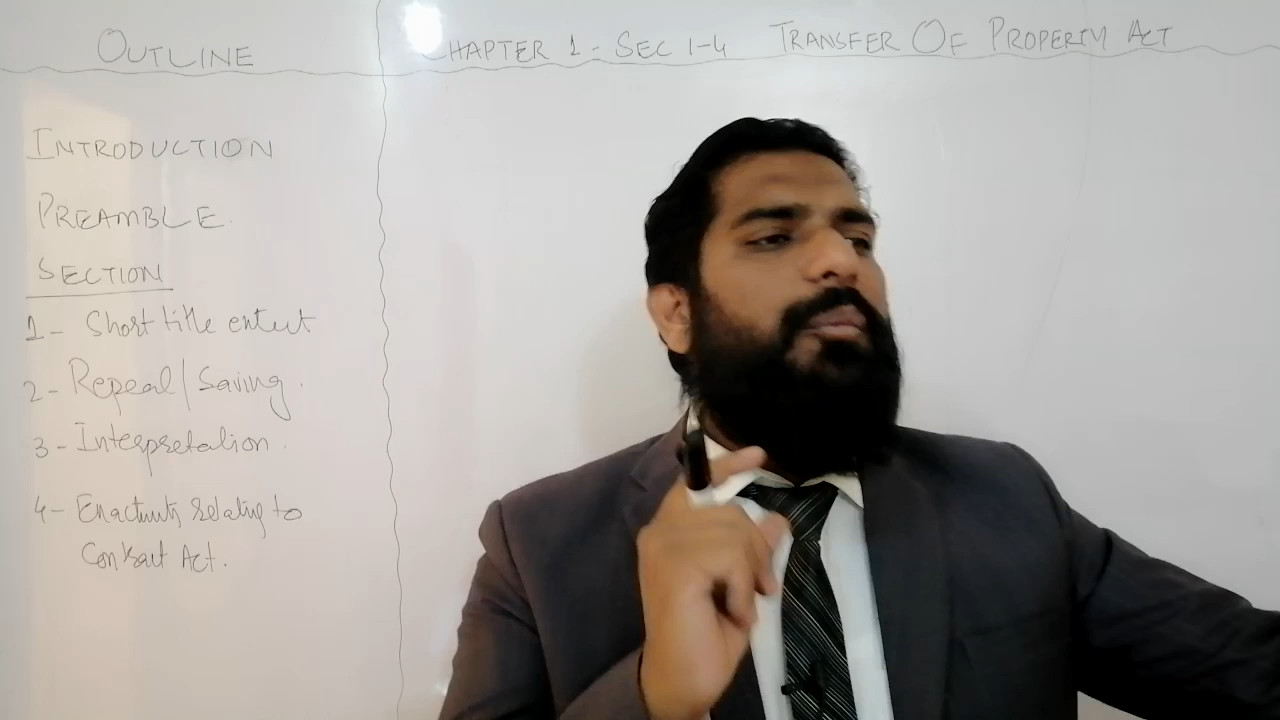 OUTLINE
CHAPTER 1 - SEC 1-4 TRANSFER OF PROPERTY ACT
INTRODUCTION
PREAMBLE
SECTION
1 - Short title extent
2 - Repeal / Saving.
3 - Interpretation.
4 - relating to
Contract Act.